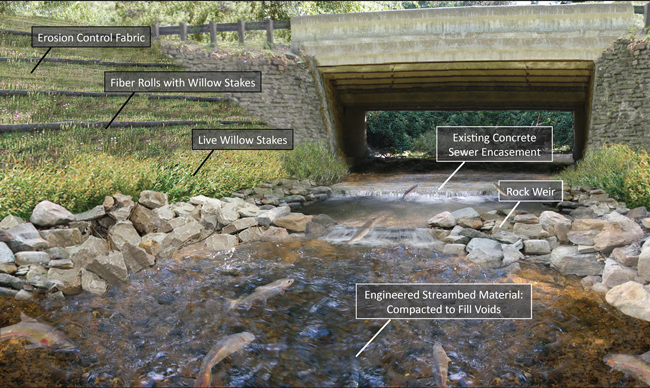 Erosion Control Fabric
Fiber Rolls with Willow Stakes
Live Willow Stakes
Existing Concrete
Sewer Encasement
Rock Weir
Engineered Streambed Material:
Compacted to Fill Voids